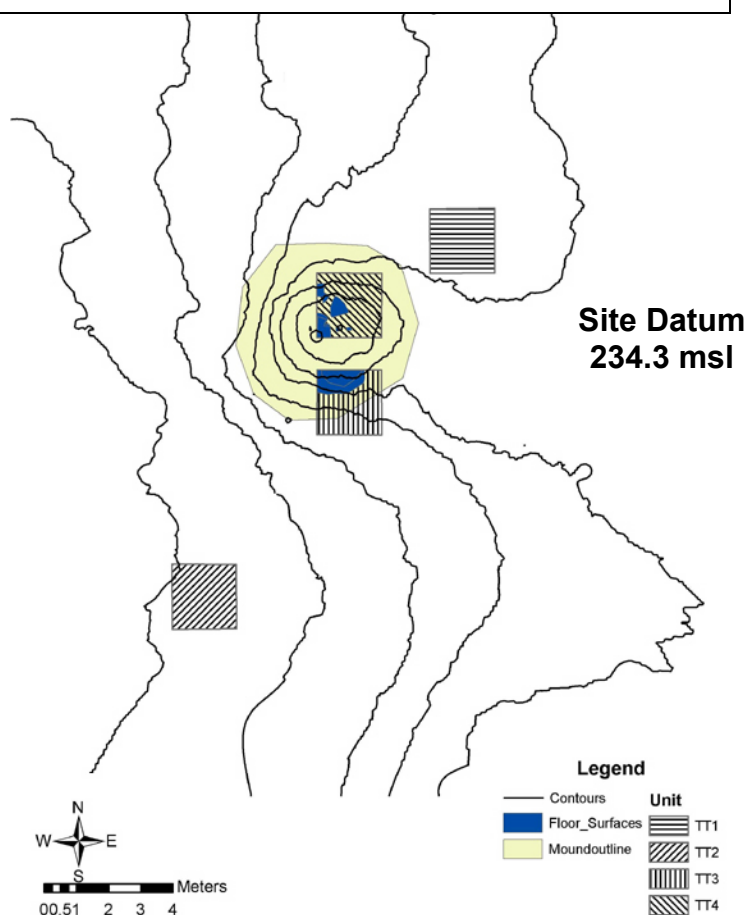 Site Datum
234.3 msl
Legend
Contours
Floor_Surfaces
Moundoutline
Unit
TT1
TT2
TT3
TT4
N
W E
S
Meters
00.51 2 3 4